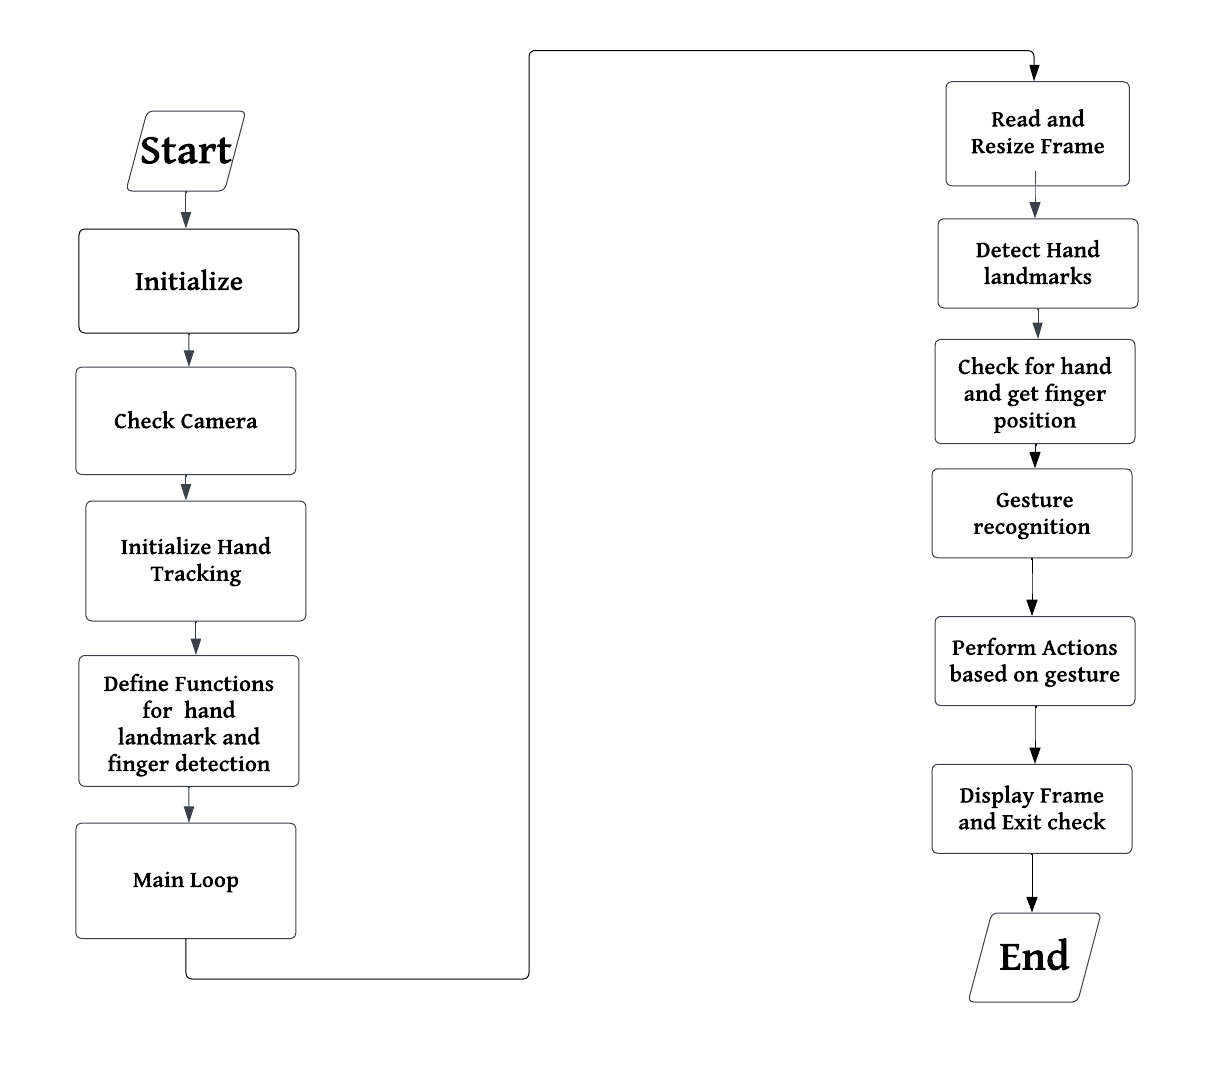 Start
Initialize
Check Camera
Initialize Hand
Tracking
Define Functions
for hand
landmark and
finger detection
Main Loop
Read and
Resize Frame
Detect Hand
landmarks
Check for hand
and get finger
position
Gesture
recognition
Perform Actions
based on gesture
Display Frame
and Exit check
End